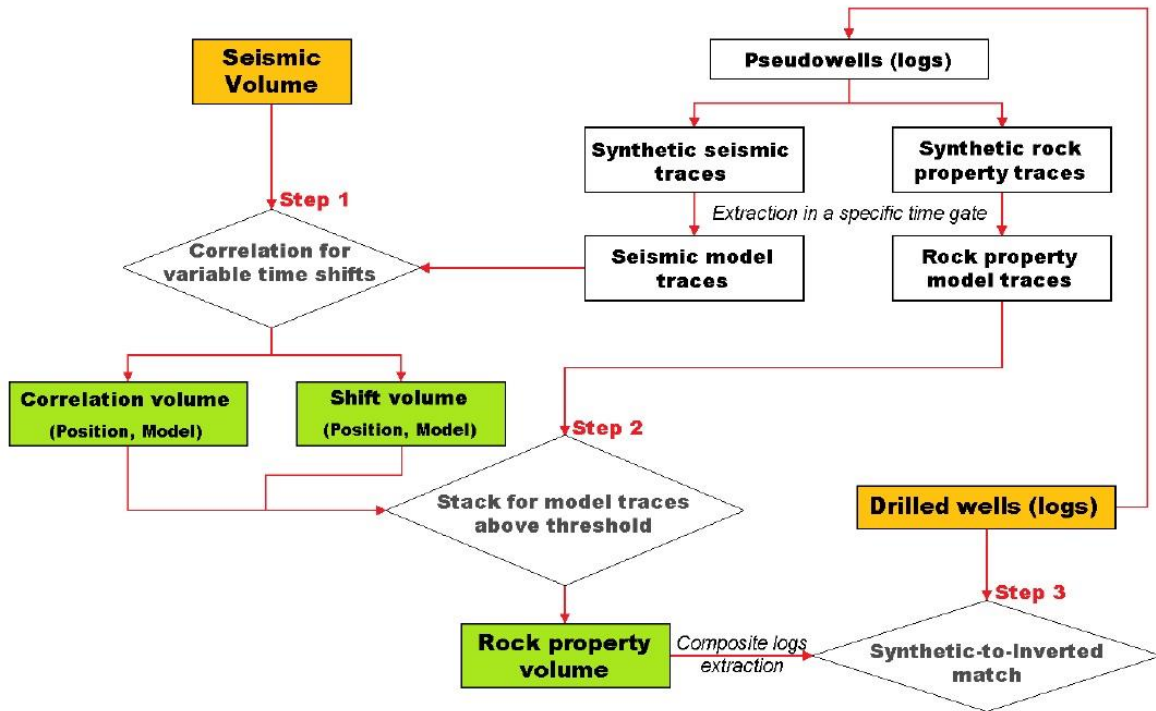 Seismic
Volume
Pseudowells (logs)
Synthetic seismic
traces
Synthetic rock
property traces
Step 1
Extraction in a specific time gate
Correlation for
variable time shifts
Seismic model
traces
Rock property
model traces
Correlation volume
(Position, Model)
Shift volume
(Position, Model)
Step 2
Stack for model traces
above threshold
Drilled wells (logs)
Step 3
Rock property
volume
Composite logs
extraction
Synthetic-to-inverted
match